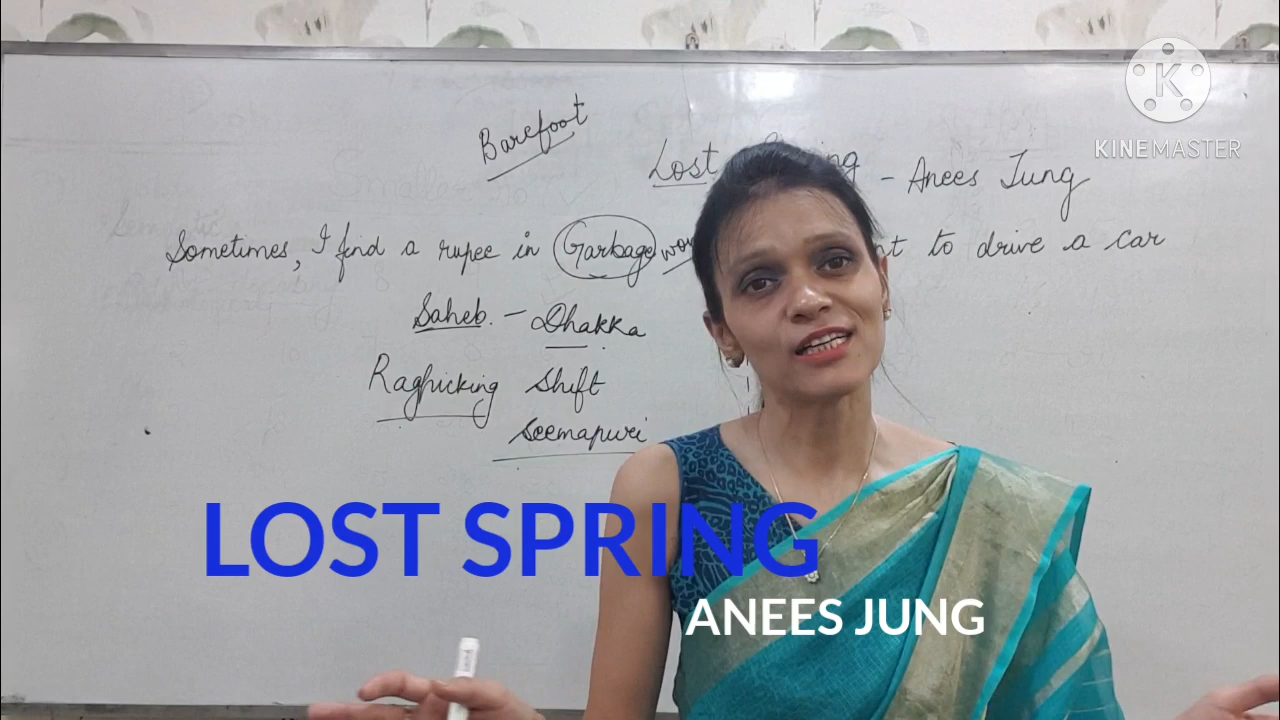 KINEMASTER
Barefoot
Lost
- Anees Jung
Sometimes, I find a rupee in Garbage to drive a car
Saheb. - Dhakka
Ragpicking shift
Seemapuri
LOST SPRING
ANEES JUNG